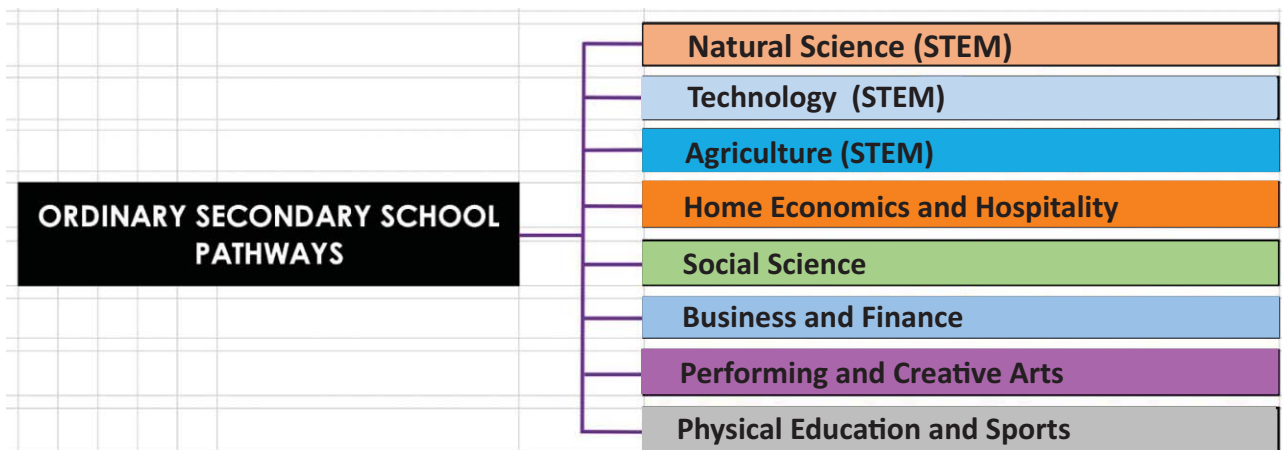 ORDINARY SECONDARY SCHOOL
PATHWAYS
Natural Science (STEM)
Technology (STEM)
Agriculture (STEM)
Home Economics and Hospitality
Social Science
Business and Finance
Performing and Creative Arts
Physical Education and Sports